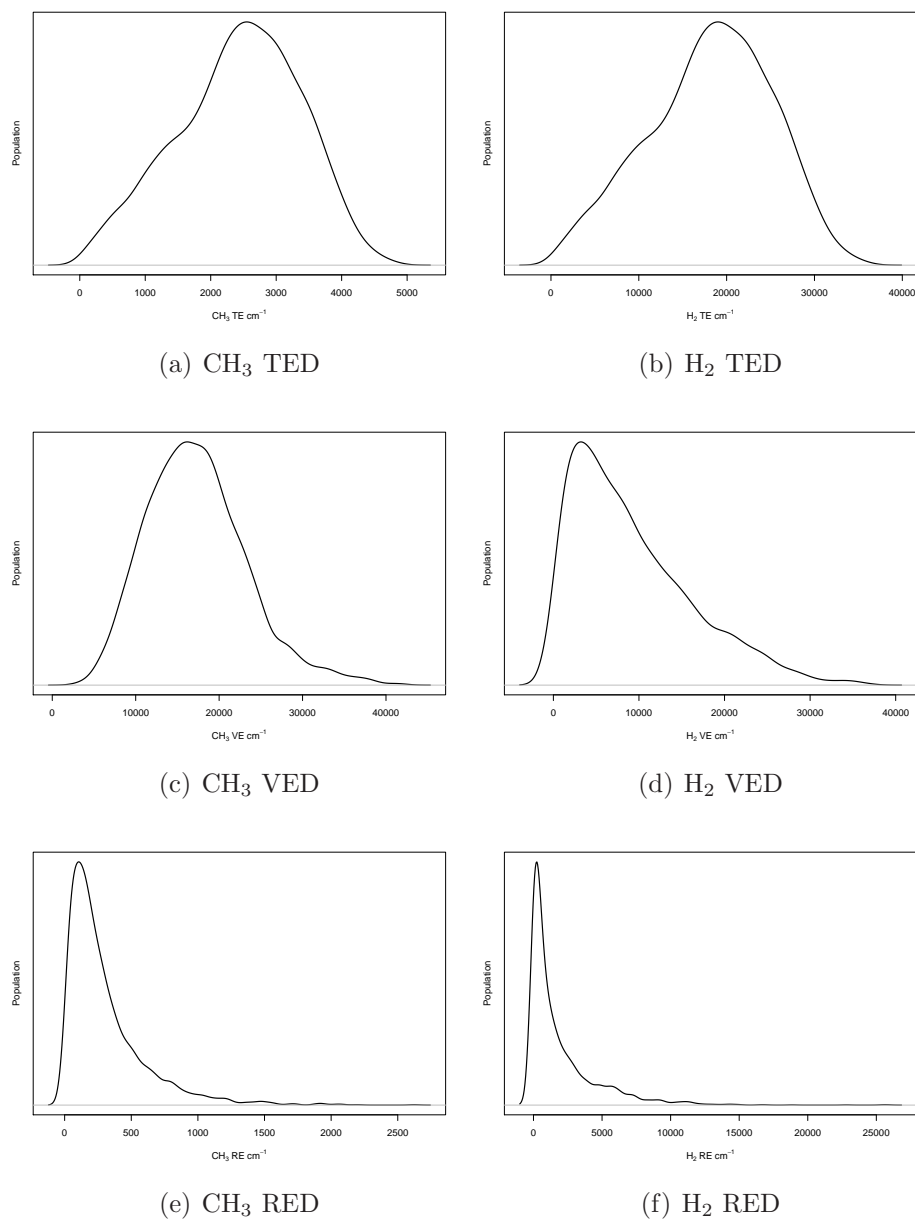 Population
Population
0 1000 2000 3000 4000 5000
0 10000 20000 30000 40000
CH₃ TE cm⁻¹
H₂ TE cm⁻¹
(a) CH₃ TED
(b) H₂ TED
Population
Population
0 10000 20000 30000 40000
0 10000 20000 30000 40000
CH₃ VE cm⁻¹
H₂ VE cm⁻¹
(c) CH₃ VED
(d) H₂ VED
Population
Population
0 500 1000 1500 2000 2500
0 5000 10000 15000 20000 25000
CH₃ RE cm⁻¹
H₂ RE cm⁻¹
(e) CH₃ RED
(f) H₂ RED